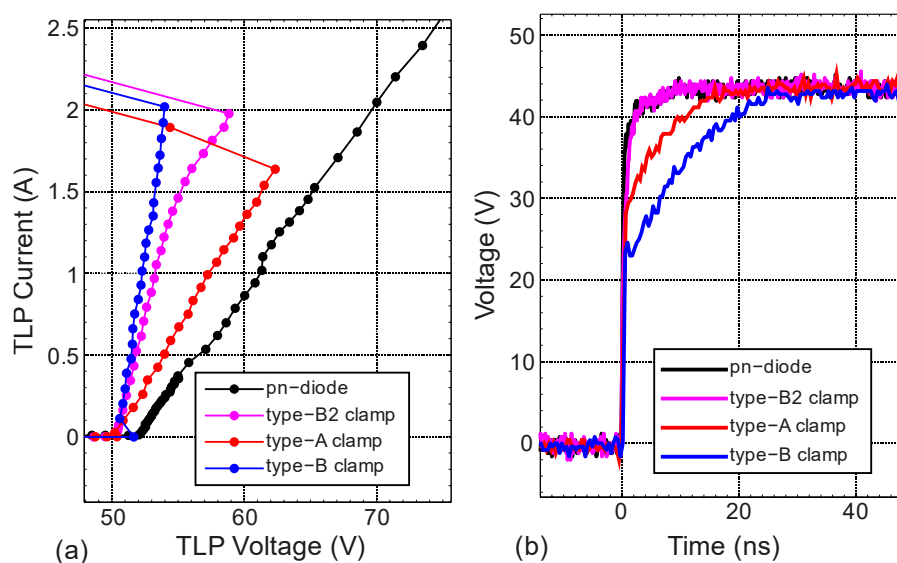 2.5
2
1.5
1
0.5
0
TLP Current (A)
pn-diode
type-B2 clamp
type-A clamp
type-B clamp
50
60
70
(a)
TLP Voltage (V)
50
40
30
20
10
0
Voltage (V)
pn-diode
type-B2 clamp
type-A clamp
type-B clamp
0
20
40
(b)
Time (ns)